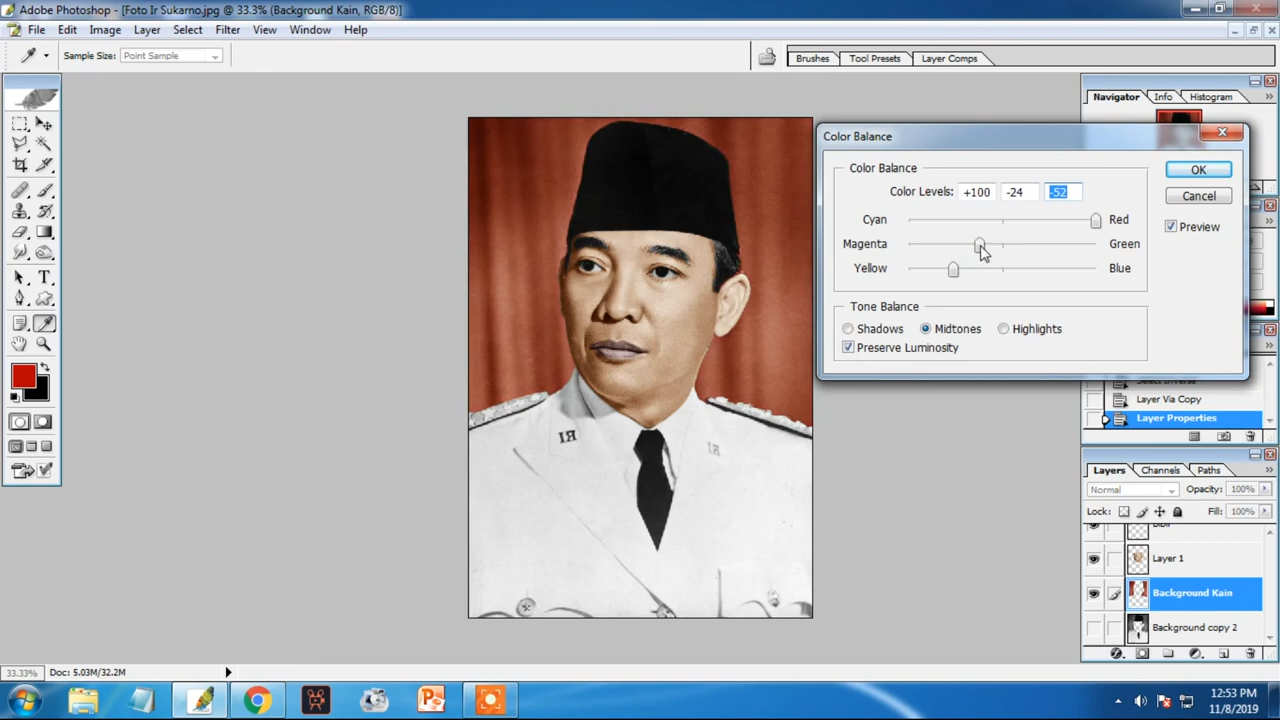 Adobe Photoshop - [Foto Ir Sukarno.jpg @ 33.3% (Background Kain, RGB/8)]
File Edit Image Layer Select Filter View Window Help
Sample Size: Point Sample
Brushes Tool Presets Layer Comps
Navigator Info Histogram
Color Balance
Color Balance
OK
Color Levels: +100 -24 -52
Cancel
Cyan Red
Preview
Magenta Green
Yellow Blue
Tone Balance
Shadows Midtones Highlights
Preserve Luminosity
Select Inverse
Layer Via Copy
Layer Properties
Layers Channels Paths
Normal Opacity: 100%
Lock: Fill: 100%
Layer 1
Background Kain
Background copy 2
33.33% Doc: 5.03M/32.2M
12:53 PM
11/8/2019